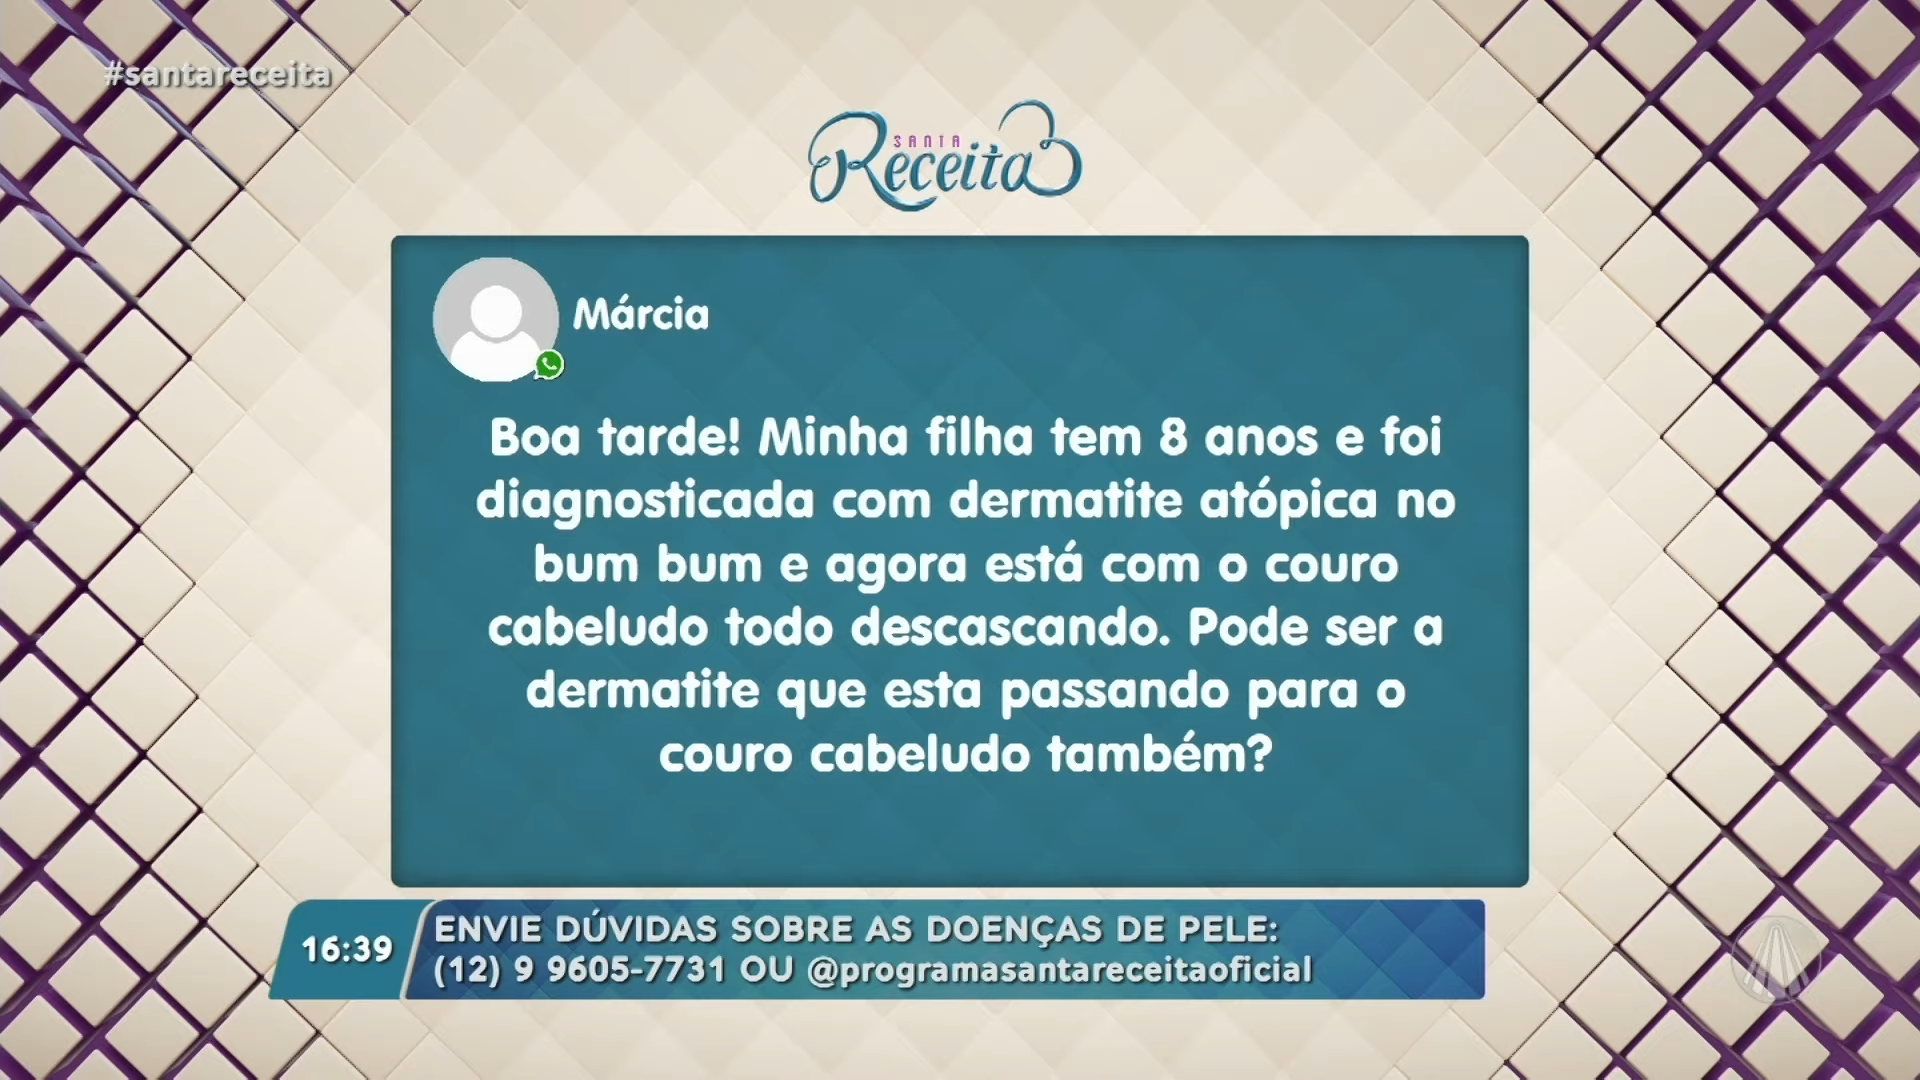 #santareceita
SANTA
Receita
Márcia
Boa tarde! Minha filha tem 8 anos e foi
diagnosticada com dermatite atópica no
bum bum e agora está com o couro
cabeludo todo descascando. Pode ser a
dermatite que esta passando para o
couro cabeludo também?
16:39
ENVIE DÚVIDAS SOBRE AS DOENÇAS DE PELE:
(12) 9 9605-7731 OU @programasantareceitaoficial